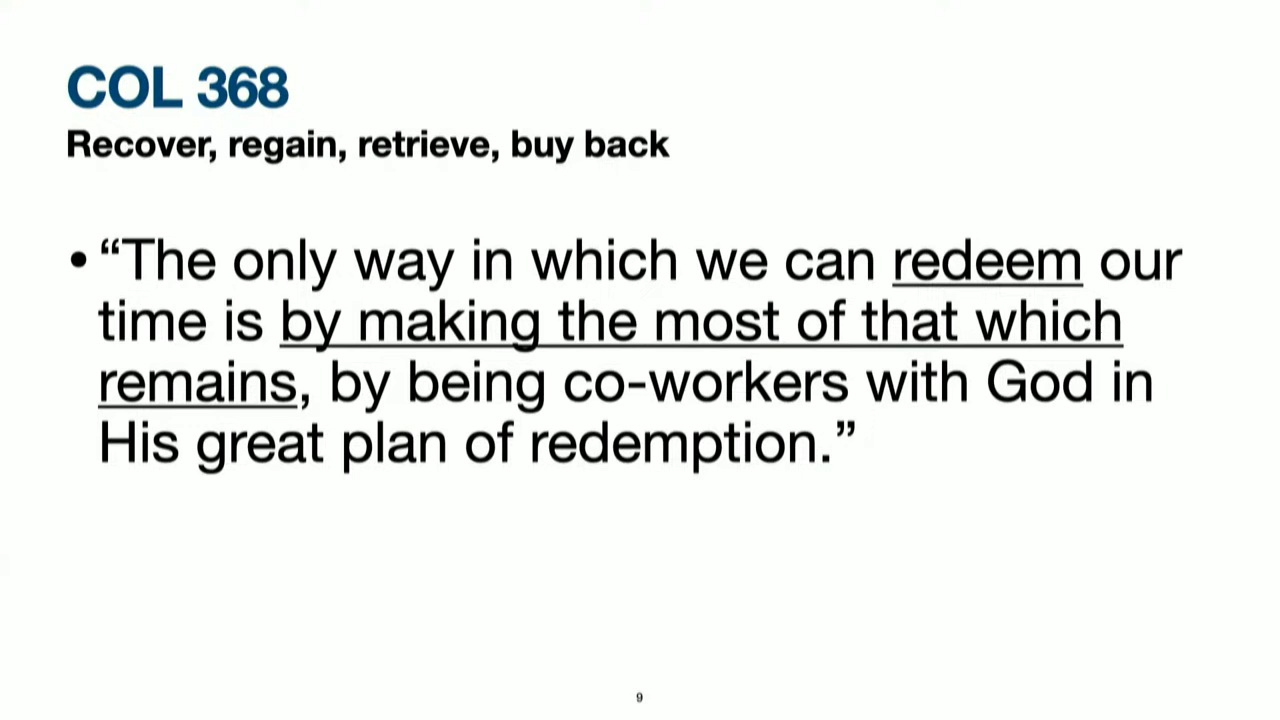 COL 368
Recover, regain, retrieve, buy back
• “The only way in which we can redeem our
time is by making the most of that which
remains, by being co-workers with God in
His great plan of redemption.”
9